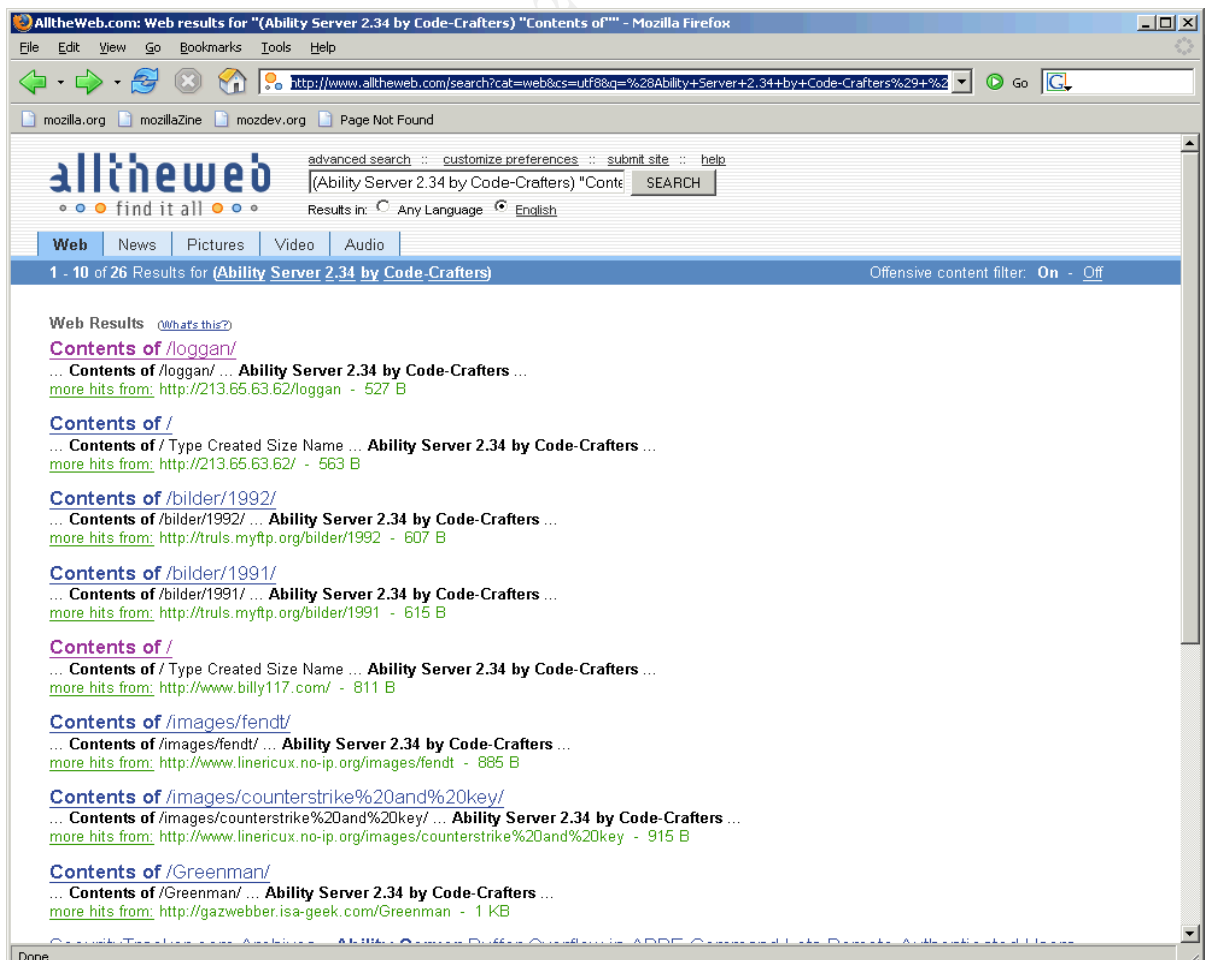 AlltheWeb.com: Web results for "(Ability Server 2.34 by Code-Crafters) "Contents of"" - Mozilla Firefox
File Edit View Go Bookmarks Tools Help
http://www.alltheweb.com/search?cat=web&cs=utf8&q=%28Ability+Server+2.34+by+Code-Crafters%29+%2 Go G
mozilla.org mozillaZine mozdev.org Page Not Found
alltheweb
find it all
advanced search :: customize preferences :: submit site :: help
(Ability Server 2.34 by Code-Crafters) "Conte SEARCH
Results in: Any Language English
Web News Pictures Video Audio
1 - 10 of 26 Results for (Ability Server 2.34 by Code-Crafters) Offensive content filter: On - Off
Web Results (What's this?)
Contents of /loggan/
... Contents of /loggan/ ... Ability Server 2.34 by Code-Crafters ...
more hits from: http://213.65.63.62/loggan - 527 B
Contents of /
... Contents of / Type Created Size Name ... Ability Server 2.34 by Code-Crafters ...
more hits from: http://213.65.63.62/ - 563 B
Contents of /bilder/1992/
... Contents of /bilder/1992/ ... Ability Server 2.34 by Code-Crafters ...
more hits from: http://truls.myftp.org/bilder/1992 - 607 B
Contents of /bilder/1991/
... Contents of /bilder/1991/ ... Ability Server 2.34 by Code-Crafters ...
more hits from: http://truls.myftp.org/bilder/1991 - 615 B
Contents of /
... Contents of / Type Created Size Name ... Ability Server 2.34 by Code-Crafters ...
more hits from: http://www.billy117.com/ - 811 B
Contents of /images/fendt/
... Contents of /images/fendt/ ... Ability Server 2.34 by Code-Crafters ...
more hits from: http://www.linericux.no-ip.org/images/fendt - 885 B
Contents of /images/counterstrike%20and%20key/
... Contents of /images/counterstrike%20and%20key/ ... Ability Server 2.34 by Code-Crafters ...
more hits from: http://www.linericux.no-ip.org/images/counterstrike%20and%20key - 915 B
Contents of /Greenman/
... Contents of /Greenman/ ... Ability Server 2.34 by Code-Crafters ...
more hits from: http://gazwebber.isa-geek.com/Greenman - 1 KB
SecurityTracker.com Archives - Ability Server Buffer Overflow in APPE Command Lets Remote Authenticated Users
Done